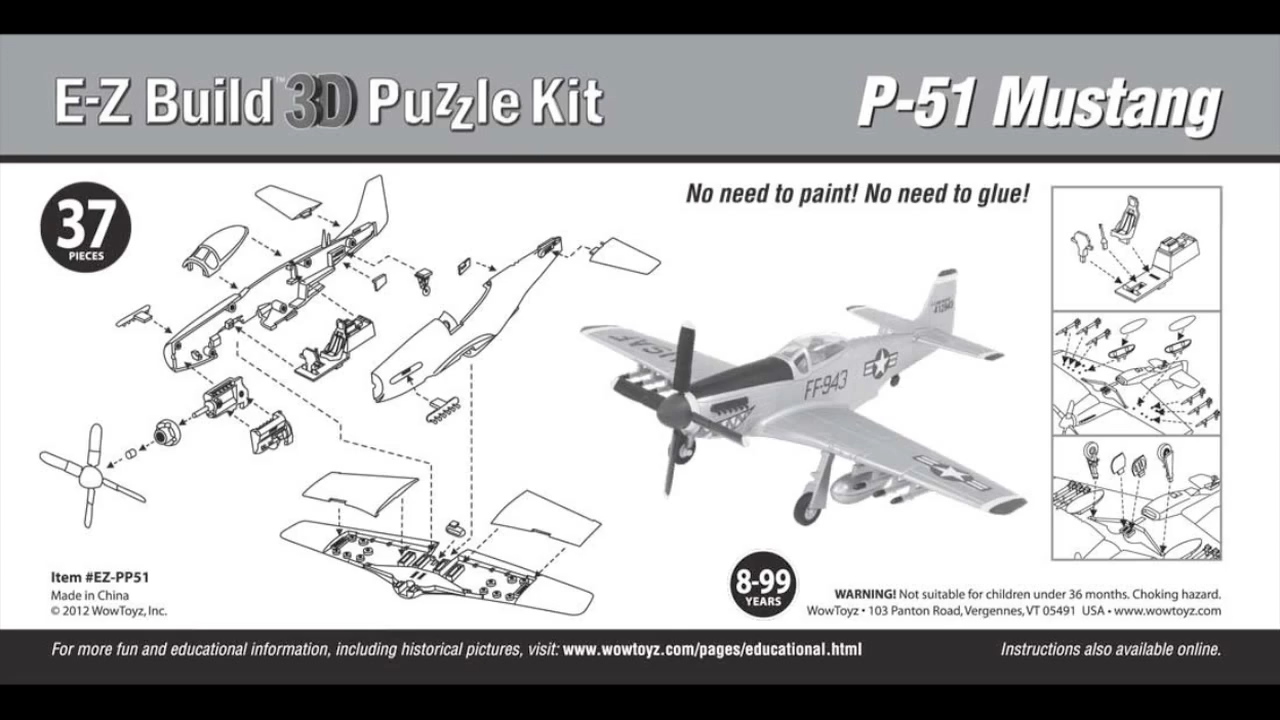 E-Z Build™ 3D Puzzle Kit
P-51 Mustang
37
PIECES
No need to paint! No need to glue!
FF-943
8-99
YEARS
Item #EZ-PP51
Made in China
© 2012 WowToyz, Inc.
WARNING! Not suitable for children under 36 months. Choking hazard.
WowToyz • 103 Panton Road, Vergennes, VT 05491 USA • www.wowtoyz.com
For more fun and educational information, including historical pictures, visit: www.wowtoyz.com/pages/educational.html
Instructions also available online.